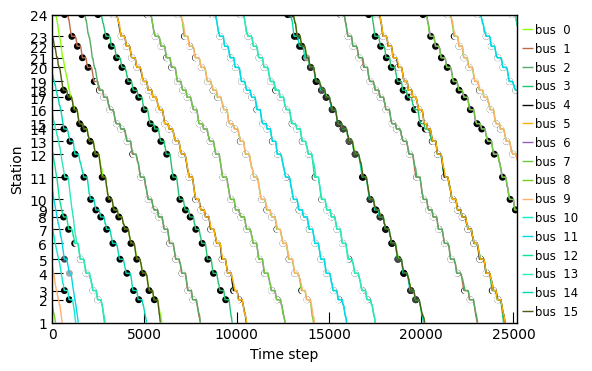 24
23
22
21
20
19
18
17
16
15
14
13
12
11
10
9
8
7
6
5
4
3
2
1
Station
0
5000
10000
15000
20000
25000
Time step
bus 0
bus 1
bus 2
bus 3
bus 4
bus 5
bus 6
bus 7
bus 8
bus 9
bus 10
bus 11
bus 12
bus 13
bus 14
bus 15